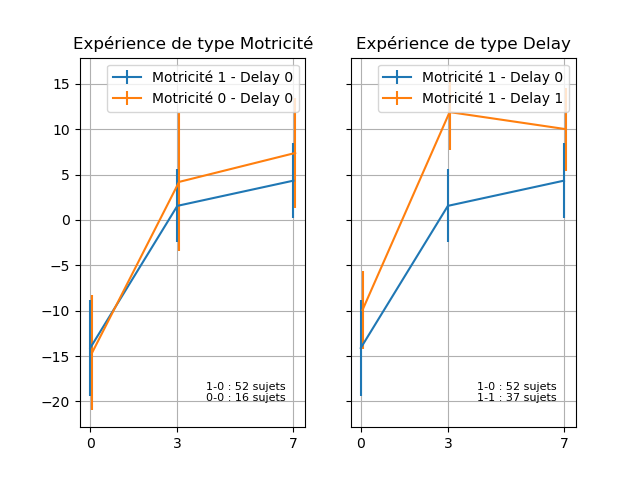 Expérience de type Motricité
Motricité 1 - Delay 0
Motricité 0 - Delay 0
15
10
5
0
−5
−10
−15
−20
1-0 : 52 sujets
0-0 : 16 sujets
0 3 7
Expérience de type Delay
Motricité 1 - Delay 0
Motricité 1 - Delay 1
1-0 : 52 sujets
1-1 : 37 sujets
0 3 7